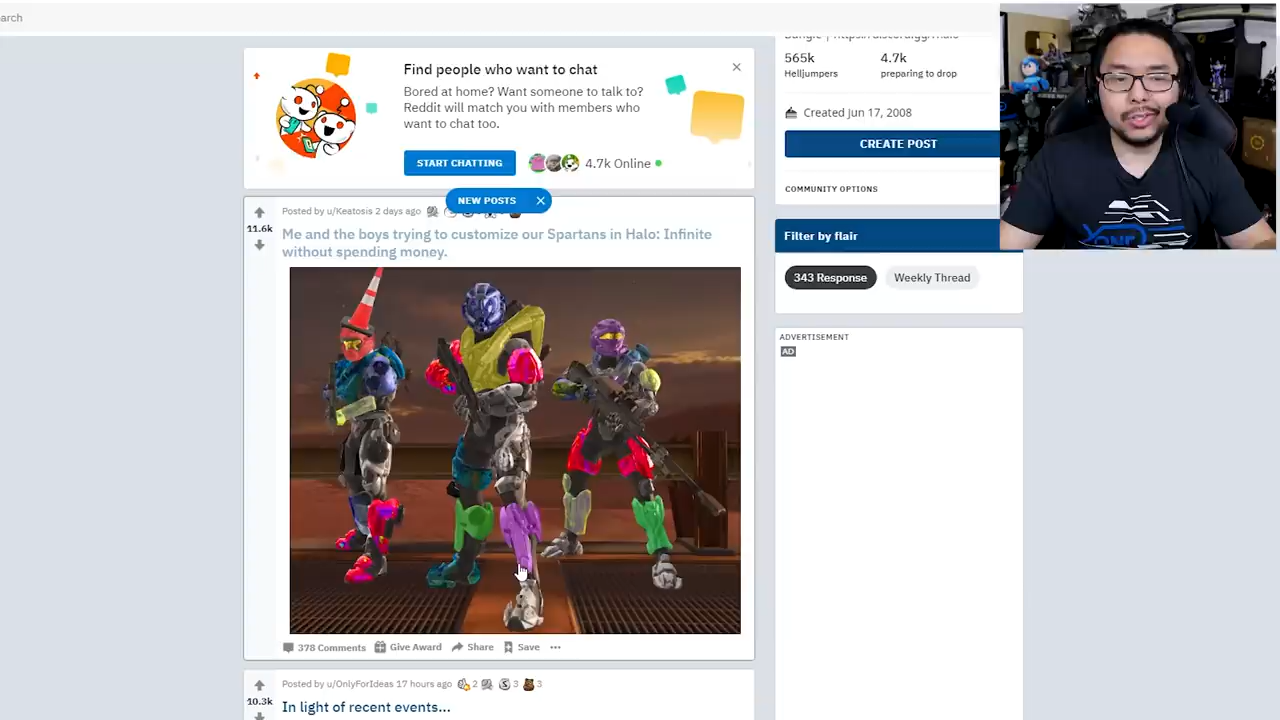 earch
Find people who want to chat
Bored at home? Want someone to talk to?
Reddit will match you with members who
want to chat too.
START CHATTING
4.7k Online
NEW POSTS
Posted by u/Keatosis 2 days ago
11.6k
Me and the boys trying to customize our Spartans in Halo: Infinite
without spending money.
378 Comments
Give Award
Share
Save
Posted by u/OnlyForIdeas 17 hours ago
2
3
3
10.3k
In light of recent events...
565k
4.7k
Helljumpers
preparing to drop
Created Jun 17, 2008
CREATE POST
COMMUNITY OPTIONS
Filter by flair
343 Response
Weekly Thread
ADVERTISEMENT
AD